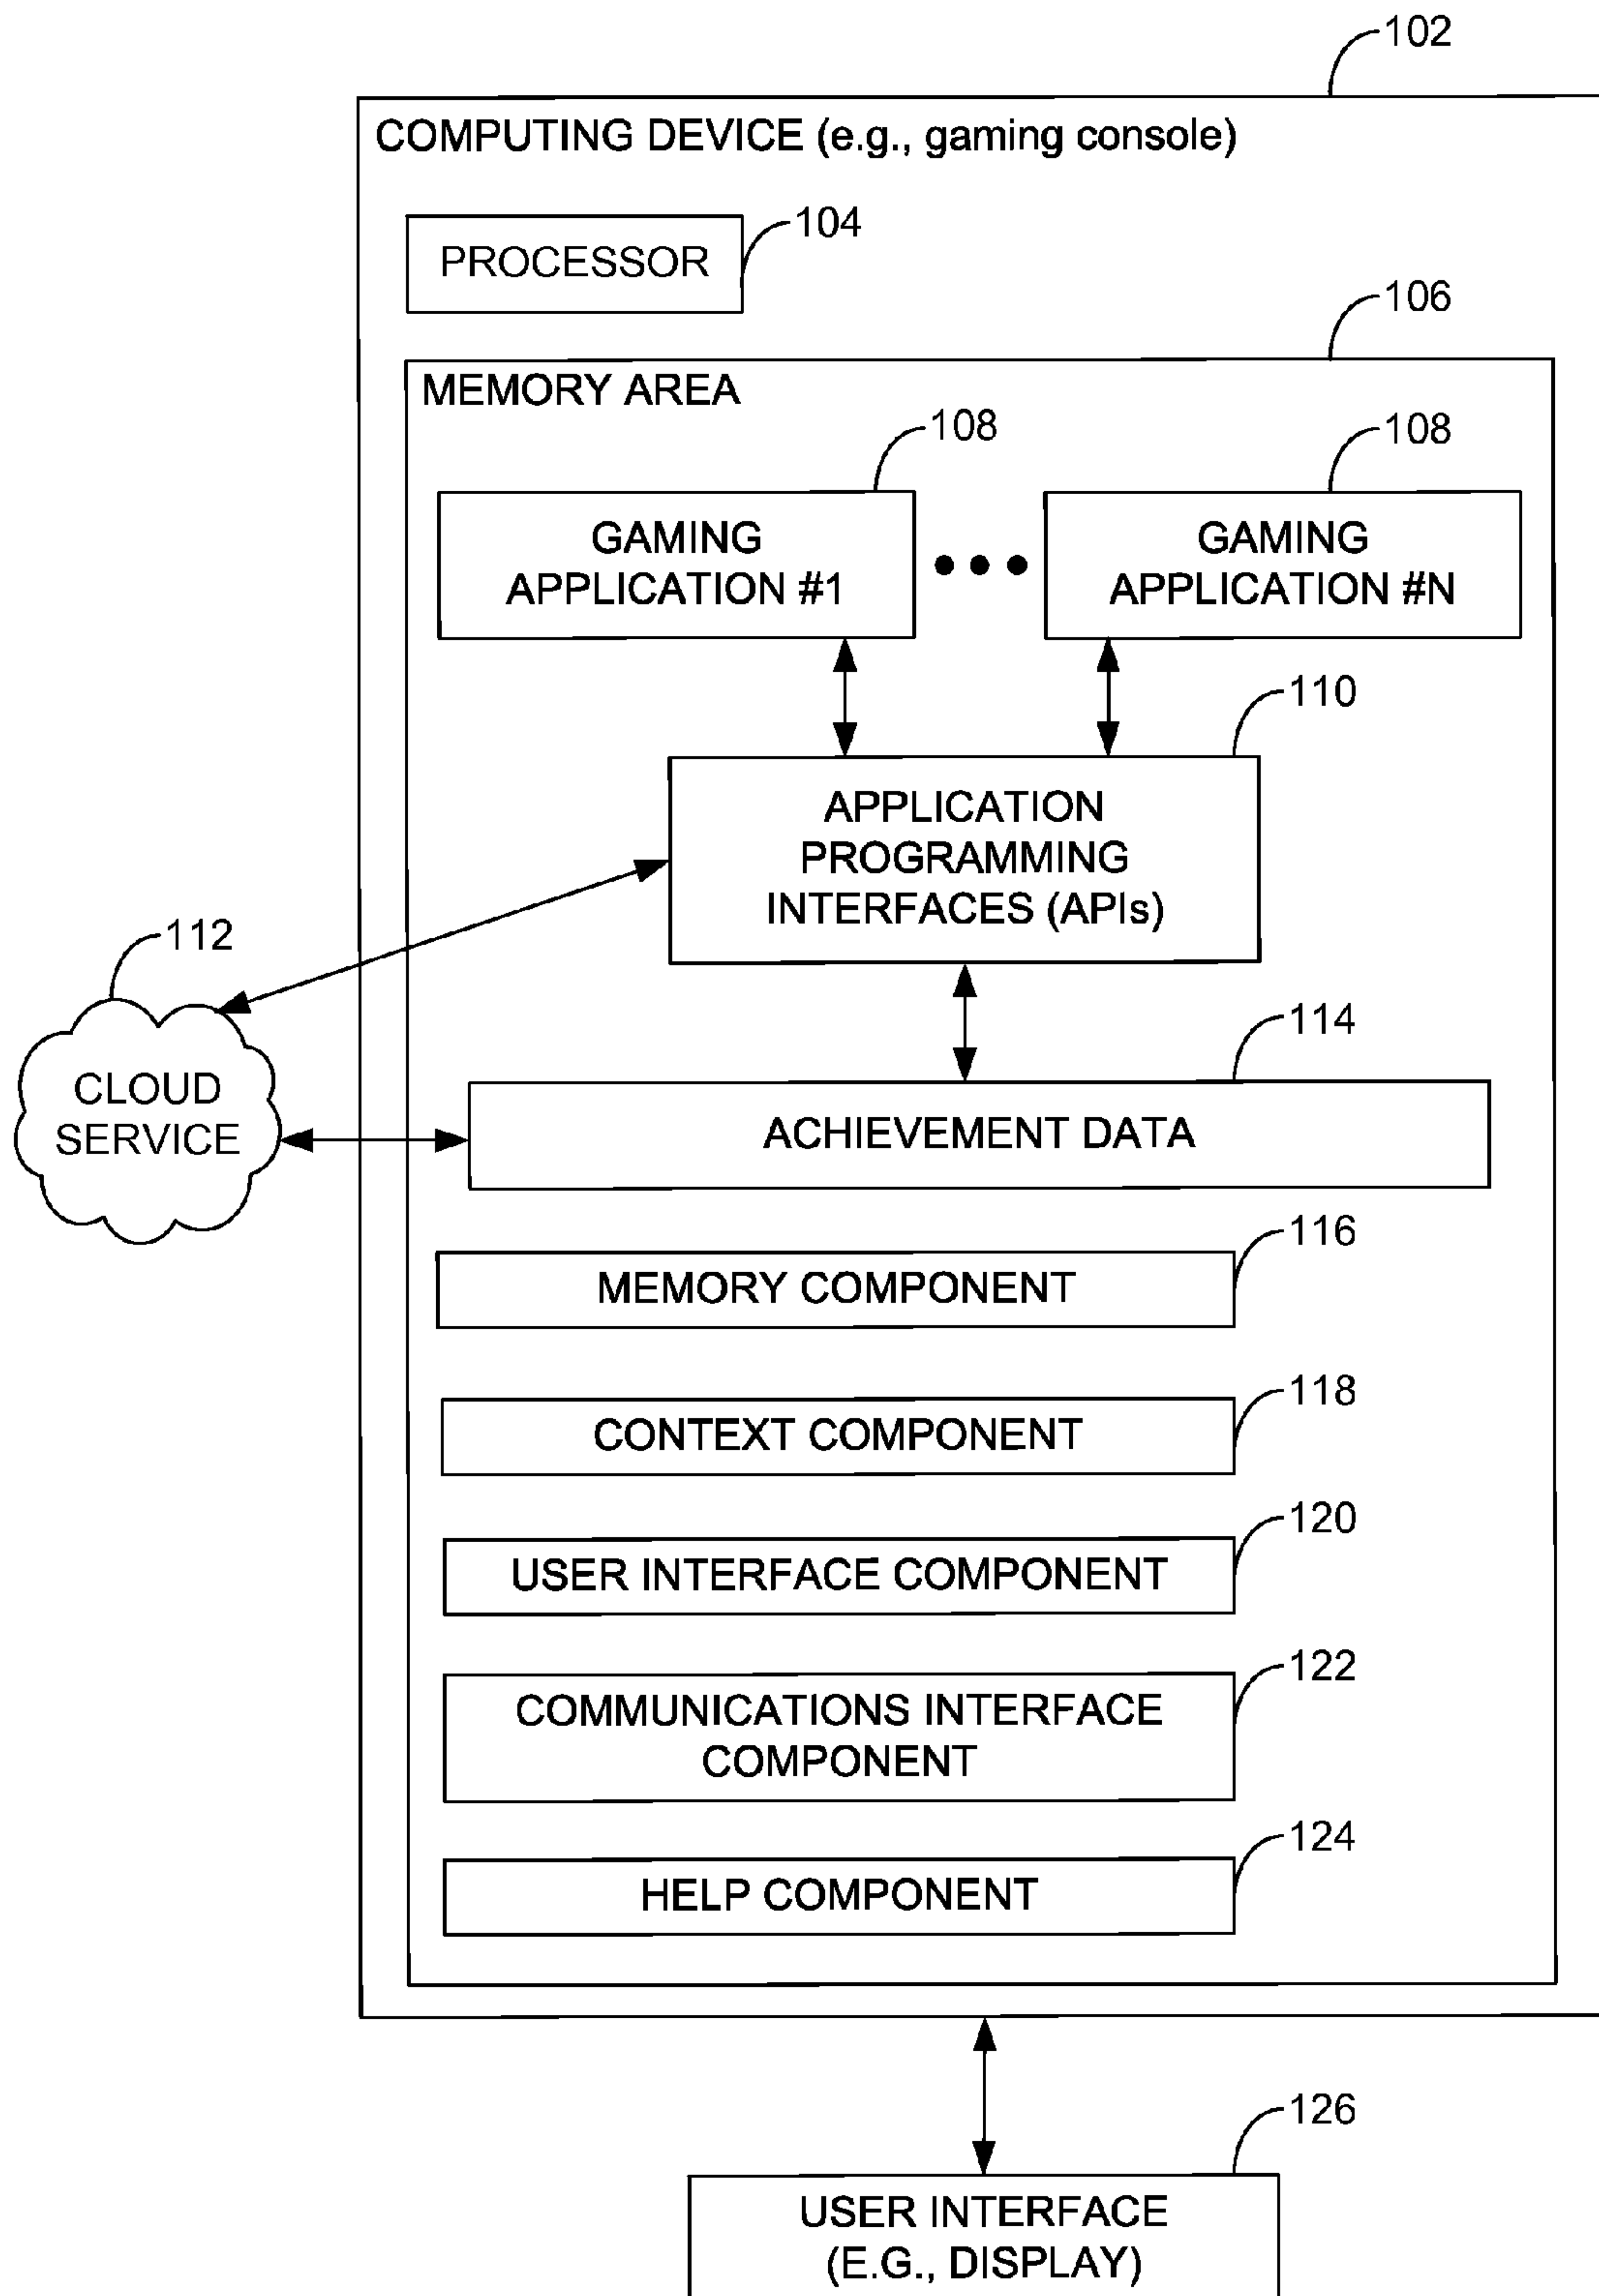 102
COMPUTING DEVICE (e.g., gaming console)
104
PROCESSOR
106
MEMORY AREA
108
108
GAMING
APPLICATION #1
GAMING
APPLICATION #N
110
APPLICATION
PROGRAMMING
INTERFACES (APIs)
112
CLOUD
SERVICE
114
ACHIEVEMENT DATA
116
MEMORY COMPONENT
118
CONTEXT COMPONENT
120
USER INTERFACE COMPONENT
122
COMMUNICATIONS INTERFACE
COMPONENT
124
HELP COMPONENT
126
USER INTERFACE
(E.G., DISPLAY)